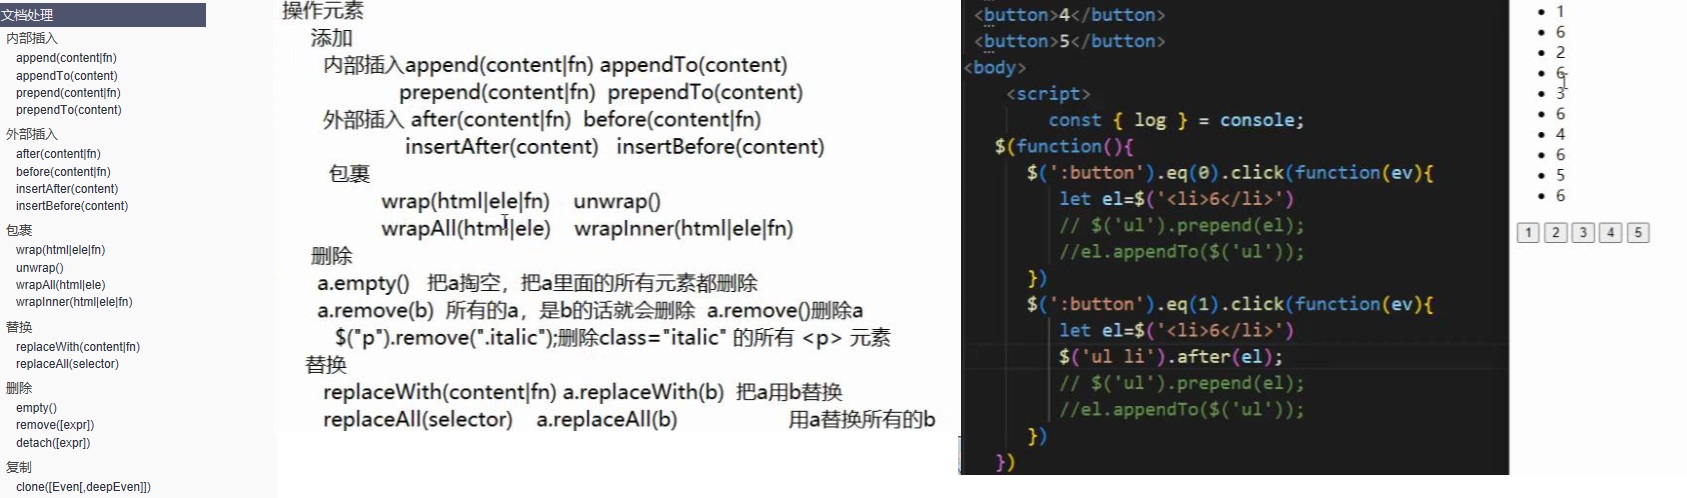 文档处理
内部插入
append(content|fn)
appendTo(content)
prepend(content|fn)
prependTo(content)
外部插入
after(content|fn)
before(content|fn)
insertAfter(content)
insertBefore(content)
包裹
wrap(html|ele|fn)
unwrap()
wrapAll(html|ele)
wrapInner(html|ele|fn)
替换
replaceWith(content|fn)
replaceAll(selector)
删除
empty()
remove([expr])
detach([expr])
复制
clone([Even[,deepEven]])
操作元素
添加
内部插入append(content|fn) appendTo(content)
prepend(content|fn) prependTo(content)
外部插入 after(content|fn) before(content|fn)
insertAfter(content) insertBefore(content)
包裹
wrap(html|ele|fn) unwrap()
wrapAll(html|ele) wrapInner(html|ele|fn)
删除
a.empty() 把a掏空，把a里面的所有元素都删除
a.remove(b) 所有的a，是b的话就会删除 a.remove()删除a
$("p").remove(".italic");删除class="italic" 的所有 <p> 元素
替换
replaceWith(content|fn) a.replaceWith(b) 把a用b替换
replaceAll(selector) a.replaceAll(b) 用a替换所有的b
<button>4</button>
<button>5</button>
<body>
<script>
const { log } = console;
$(function(){
$(':button').eq(0).click(function(ev){
let el=$('<li>6</li>')
// $('ul').prepend(el);
//el.appendTo($('ul'));
})
$(':button').eq(1).click(function(ev){
let el=$('<li>6</li>')
$('ul li').after(el);
// $('ul').prepend(el);
//el.appendTo($('ul'));
})
})
1
6
2
6
3
6
4
6
5
6
1 2 3 4 5